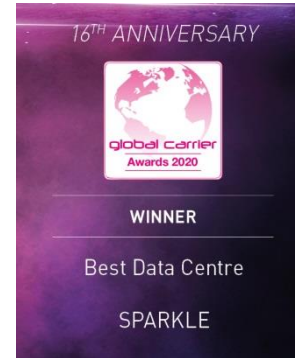 16TH ANNIVERSARY
global carrier
Awards 2020
WINNER
Best Data Centre
SPARKLE